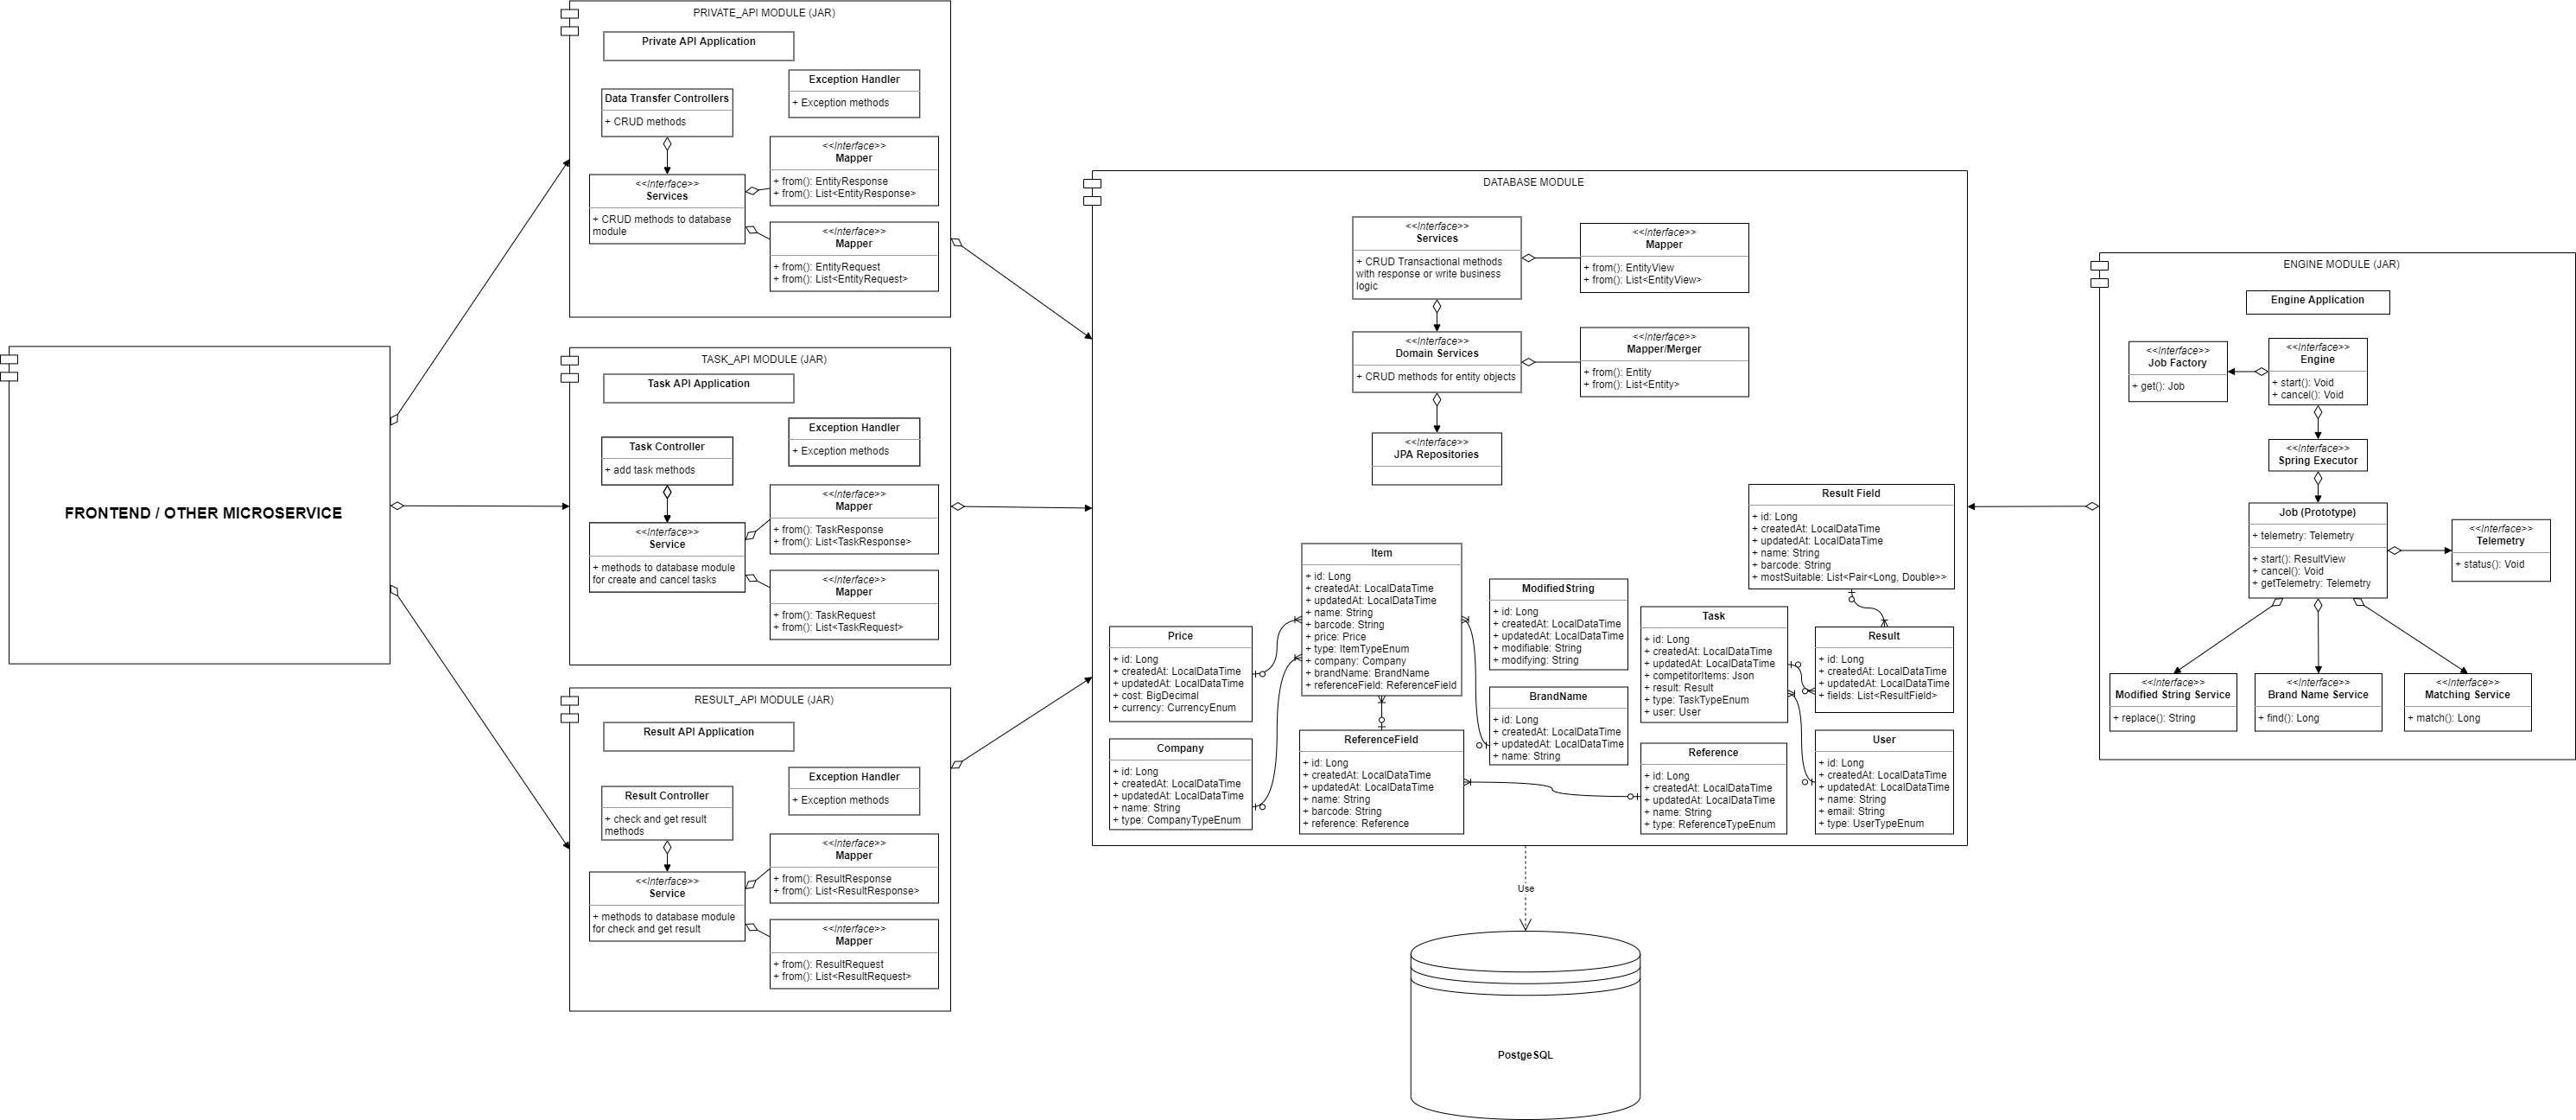 FRONTEND / OTHER MICROSERVICE
PRIVATE_API MODULE (JAR)
Private API Application
Exception Handler
+ Exception methods
Data Transfer Controllers
+ CRUD methods
<<Interface>>
Services
+ CRUD methods to database
module
<<Interface>>
Mapper
+ from(): EntityResponse
+ from(): List<EntityResponse>
<<Interface>>
Mapper
+ from(): EntityRequest
+ from(): List<EntityRequest>
TASK_API MODULE (JAR)
Task API Application
Exception Handler
+ Exception methods
Task Controller
+ add task methods
<<Interface>>
Service
+ methods to database module
for create and cancel tasks
<<Interface>>
Mapper
+ from(): TaskResponse
+ from(): List<TaskResponse>
<<Interface>>
Mapper
+ from(): TaskRequest
+ from(): List<TaskRequest>
RESULT_API MODULE (JAR)
Result API Application
Exception Handler
+ Exception methods
Result Controller
+ check and get result
methods
<<Interface>>
Service
+ methods to database module
for check and get result
<<Interface>>
Mapper
+ from(): ResultResponse
+ from(): List<ResultResponse>
<<Interface>>
Mapper
+ from(): ResultRequest
+ from(): List<ResultRequest>
DATABASE MODULE
<<Interface>>
Services
+ CRUD Transactional methods
with response or write business
logic
<<Interface>>
Mapper
+ from(): EntityView
+ from(): List<EntityView>
<<Interface>>
Domain Services
+ CRUD methods for entity objects
<<Interface>>
Mapper/Merger
+ from(): Entity
+ from(): List<Entity>
<<Interface>>
JPA Repositories
Result Field
+ id: Long
+ createdAt: LocalDataTime
+ updatedAt: LocalDataTime
+ name: String
+ barcode: String
+ mostSuitable: List<Pair<Long, Double>>
Item
+ id: Long
+ createdAt: LocalDataTime
+ updatedAt: LocalDataTime
+ name: String
+ barcode: String
+ price: Price
+ type: ItemTypeEnum
+ company: Company
+ brandName: BrandName
+ referenceField: ReferenceField
ModifiedString
+ id: Long
+ createdAt: LocalDataTime
+ updatedAt: LocalDataTime
+ modifiable: String
+ modifying: String
Task
+ id: Long
+ createdAt: LocalDataTime
+ updatedAt: LocalDataTime
+ competitorItems: Json
+ result: Result
+ type: TaskTypeEnum
+ user: User
Price
+ id: Long
+ createdAt: LocalDataTime
+ updatedAt: LocalDataTime
+ cost: BigDecimal
+ currency: CurrencyEnum
Result
+ id: Long
+ createdAt: LocalDataTime
+ updatedAt: LocalDataTime
+ fields: List<ResultField>
BrandName
+ id: Long
+ createdAt: LocalDataTime
+ updatedAt: LocalDataTime
+ name: String
Company
+ id: Long
+ createdAt: LocalDataTime
+ updatedAt: LocalDataTime
+ name: String
+ type: CompanyTypeEnum
ReferenceField
+ id: Long
+ createdAt: LocalDataTime
+ updatedAt: LocalDataTime
+ name: String
+ barcode: String
+ reference: Reference
Reference
+ id: Long
+ createdAt: LocalDataTime
+ updatedAt: LocalDataTime
+ name: String
+ type: ReferenceTypeEnum
User
+ id: Long
+ createdAt: LocalDataTime
+ updatedAt: LocalDataTime
+ name: String
+ email: String
+ type: UserTypeEnum
Use
PostgeSQL
ENGINE MODULE (JAR)
Engine Application
<<Interface>>
Job Factory
+ get(): Job
<<Interface>>
Engine
+ start(): Void
+ cancel(): Void
<<Interface>>
Spring Executor
Job (Prototype)
+ telemetry: Telemetry
+ start(): ResultView
+ cancel(): Void
+ getTelemetry: Telemetry
<<Interface>>
Telemetry
+ status(): Void
<<Interface>>
Modified String Service
+ replace(): String
<<Interface>>
Brand Name Service
+ find(): Long
<<Interface>>
Matching Service
+ match(): Long